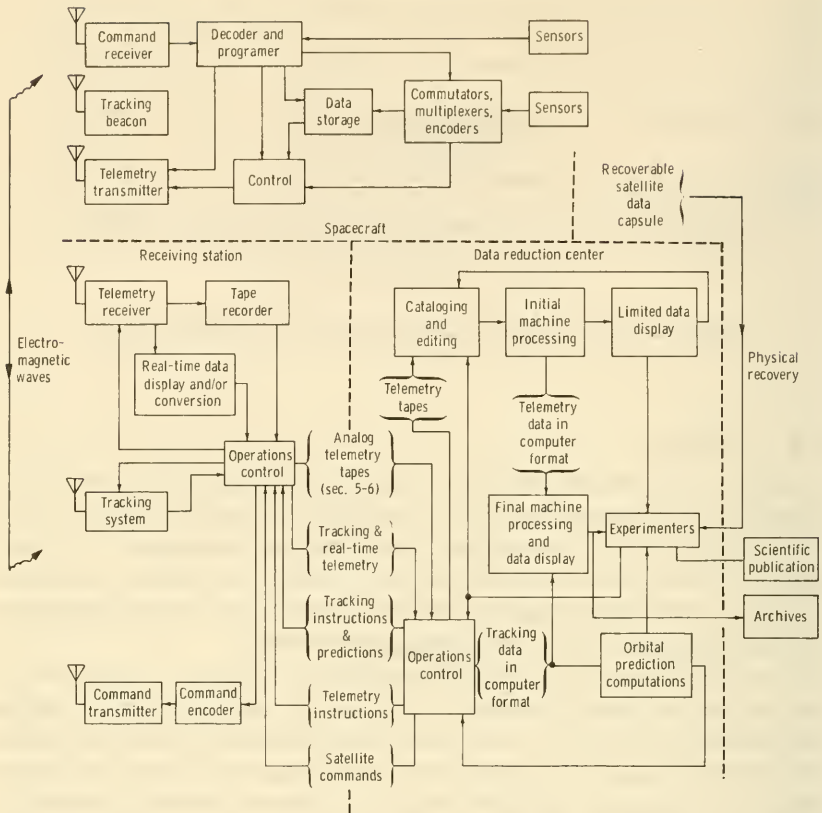 Command
receiver
Decoder
and
programer
Sensors
Tracking
beacon
Data
storage
Commutators,
multiplexers,
encoders
Sensors
Telemetry
transmitter
Control
Recoverable
satellite
data
capsule
Spacecraft
Receiving station
Data reduction center
Telemetry
receiver
Tape
recorder
Cataloging
and
editing
Initial
machine
processing
Limited data
display
Electro-
magnetic
waves
Real-time data
display and/or
conversion
Physical
recovery
Telemetry
tapes
Telemetry
data in
computer
format
Operations
control
Analog
telemetry
tapes
(sec. 5-6)
Tracking
system
Final machine
processing
and
data display
Experimenters
Scientific
publication
Tracking &
real-time
telemetry
Archives
Tracking
instructions
&
predictions
Operations
control
Tracking
data
in
computer
format
Orbital
prediction
computations
Command
transmitter
Command
encoder
Telemetry
instructions
Satellite
commands